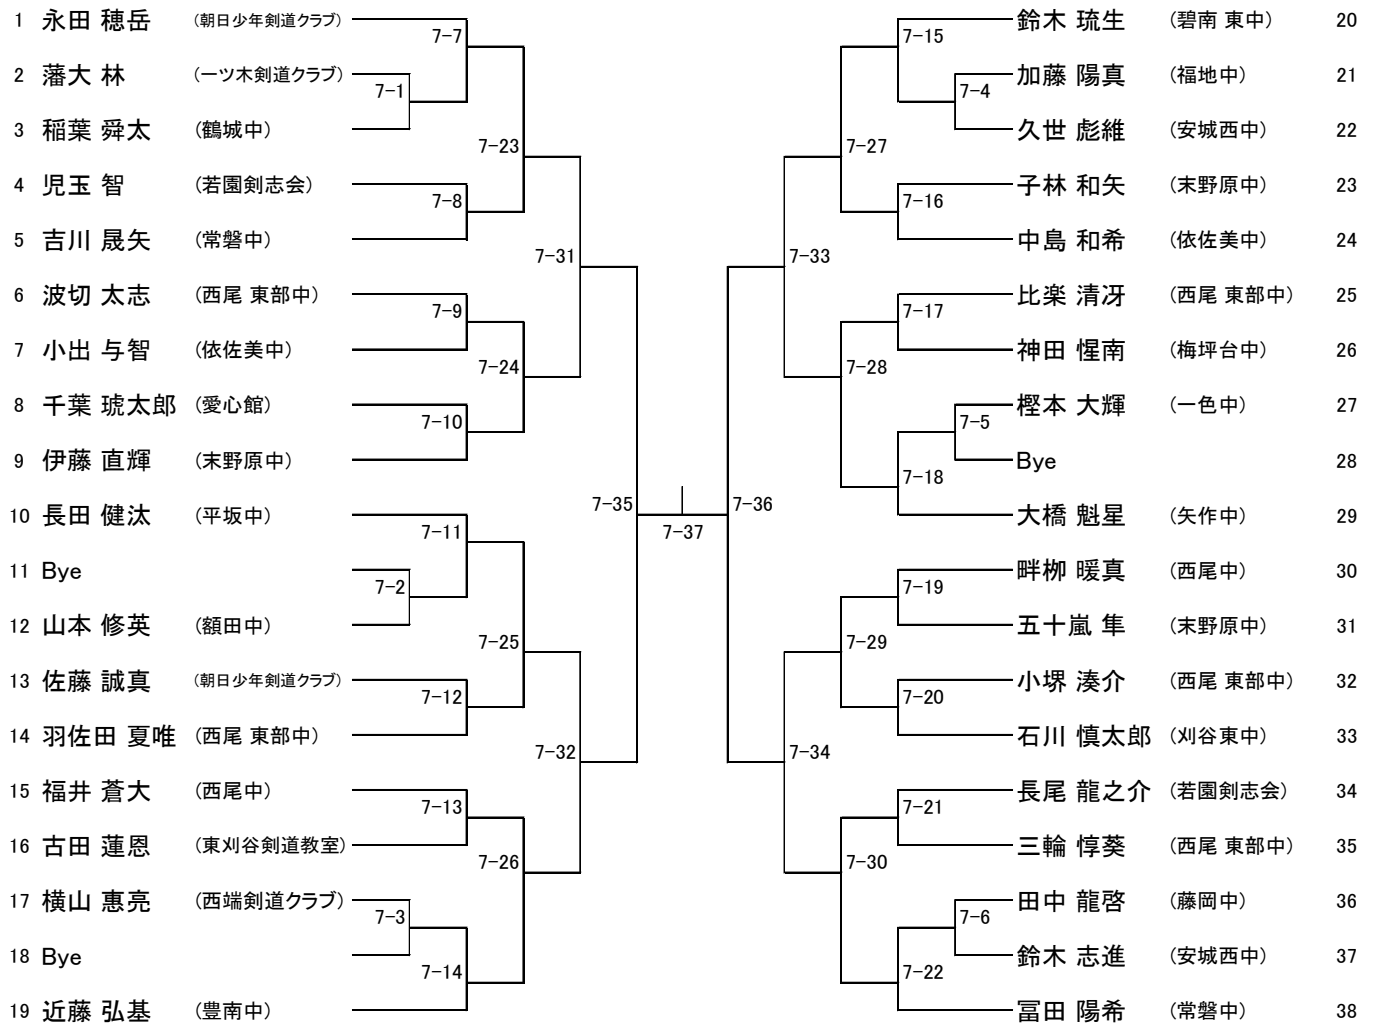 1 永田 穂岳 (朝日少年剣道クラブ)
2 藩大 林 (一ツ木剣道クラブ)
3 稲葉 舜太 (鶴城中)
4 児玉 智 (若園剣志会)
5 吉川 晟矢 (常磐中)
6 波切 太志 (西尾 東部中)
7 小出 与智 (依佐美中)
8 千葉 琥太郎 (愛心館)
9 伊藤 直輝 (末野原中)
10 長田 健汰 (平坂中)
11 Bye
12 山本 修英 (額田中)
13 佐藤 誠真 (朝日少年剣道クラブ)
14 羽佐田 夏唯 (西尾 東部中)
15 福井 蒼大 (西尾中)
16 古田 蓮恩 (東刈谷剣道教室)
17 横山 惠亮 (西端剣道クラブ)
18 Bye
19 近藤 弘基 (豊南中)
7-7
7-1
7-23
7-8
7-31
7-9
7-24
7-10
7-35
7-11
7-2
7-25
7-12
7-32
7-13
7-26
7-3
7-14
7-37
7-15
7-4
7-27
7-16
7-33
7-17
7-28
7-5
7-18
7-36
7-19
7-29
7-20
7-34
7-21
7-30
7-6
7-22
鈴木 琉生 (碧南 東中) 20
加藤 陽真 (福地中) 21
久世 彪維 (安城西中) 22
子林 和矢 (末野原中) 23
中島 和希 (依佐美中) 24
比楽 清冴 (西尾 東部中) 25
神田 惺南 (梅坪台中) 26
樫本 大輝 (一色中) 27
Bye 28
大橋 魁星 (矢作中) 29
畔栁 暖真 (西尾中) 30
五十嵐 隼 (末野原中) 31
小堺 湊介 (西尾 東部中) 32
石川 慎太郎 (刈谷東中) 33
長尾 龍之介 (若園剣志会) 34
三輪 惇葵 (西尾 東部中) 35
田中 龍啓 (藤岡中) 36
鈴木 志進 (安城西中) 37
冨田 陽希 (常磐中) 38